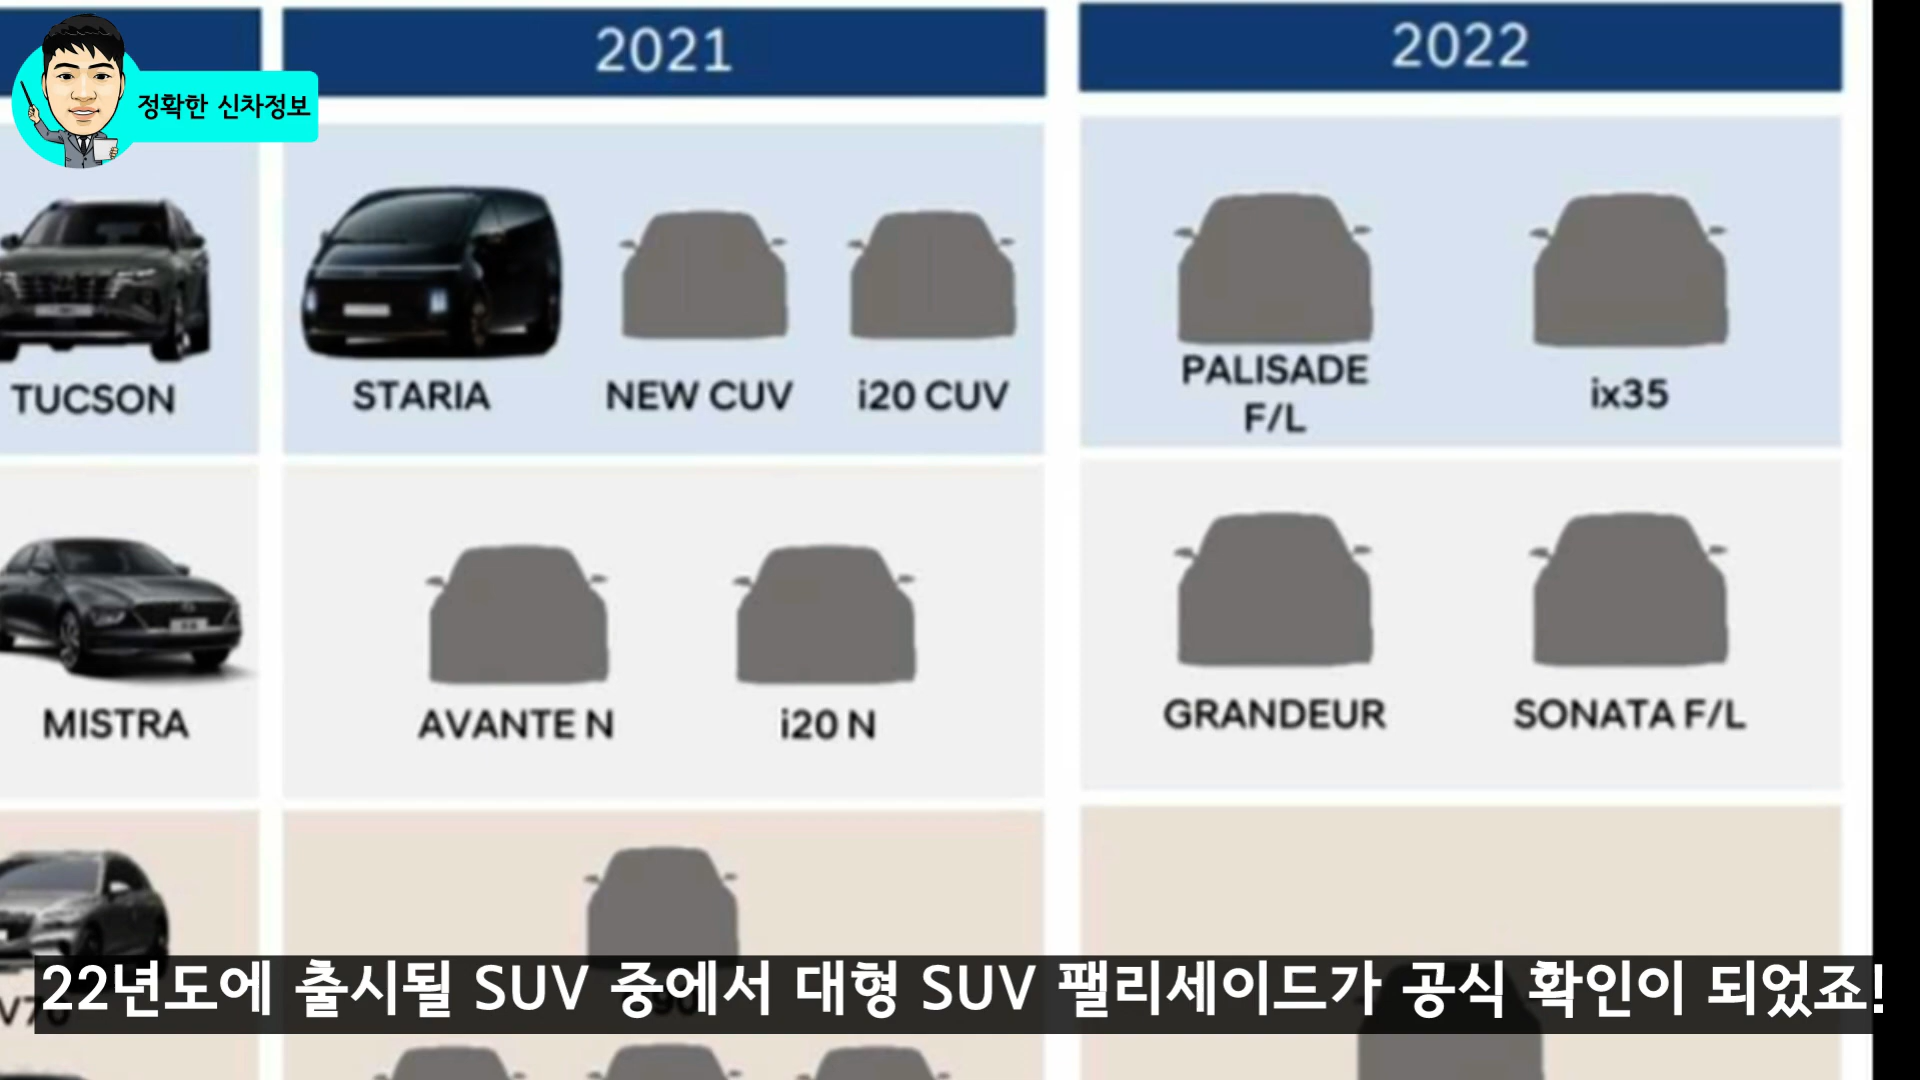 2021
2022
정확한 신차정보
TUCSON
STARIA
NEW CUV
i20 CUV
PALISADE
F/L
ix35
MISTRA
AVANTE N
i20 N
GRANDEUR
SONATA F/L
22년도에 출시될 SUV 중에서 대형 SUV 팰리세이드가 공식 확인이 되었죠!